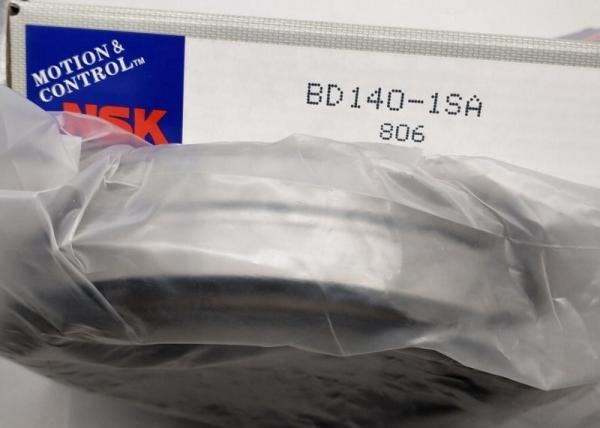 MOTION &
CONTROL™
NSK
BD140-1SA
806